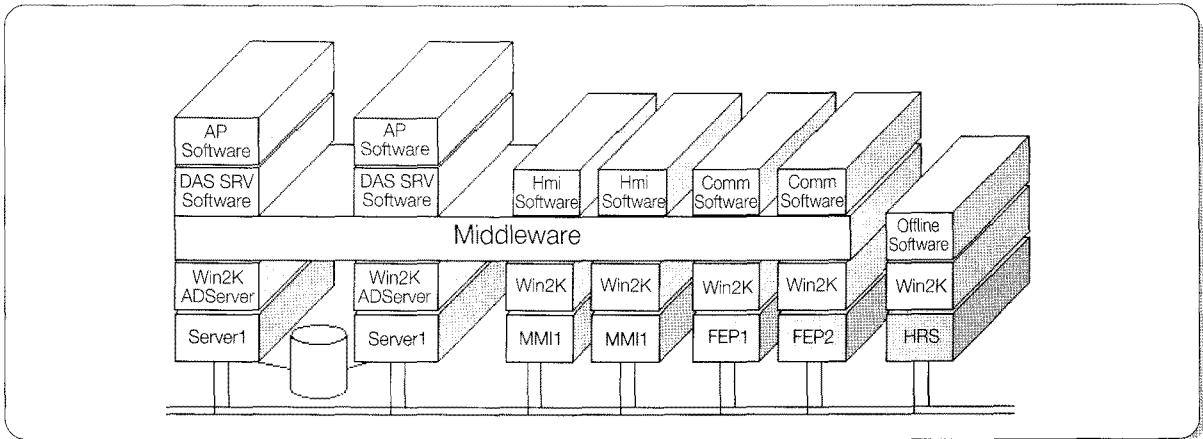 AP
Software
AP
Software
DAS SRV
Software
DAS SRV
Software
Hmi
Software
Hmi
Software
Comm
Software
Comm
Software
Offline
Software
Middleware
Win2K
ADServer
Win2K
ADServer
Win2K
Win2K
Win2K
Win2K
Win2K
Server1
Server1
MMI1
MMI1
FEP1
FEP2
HRS